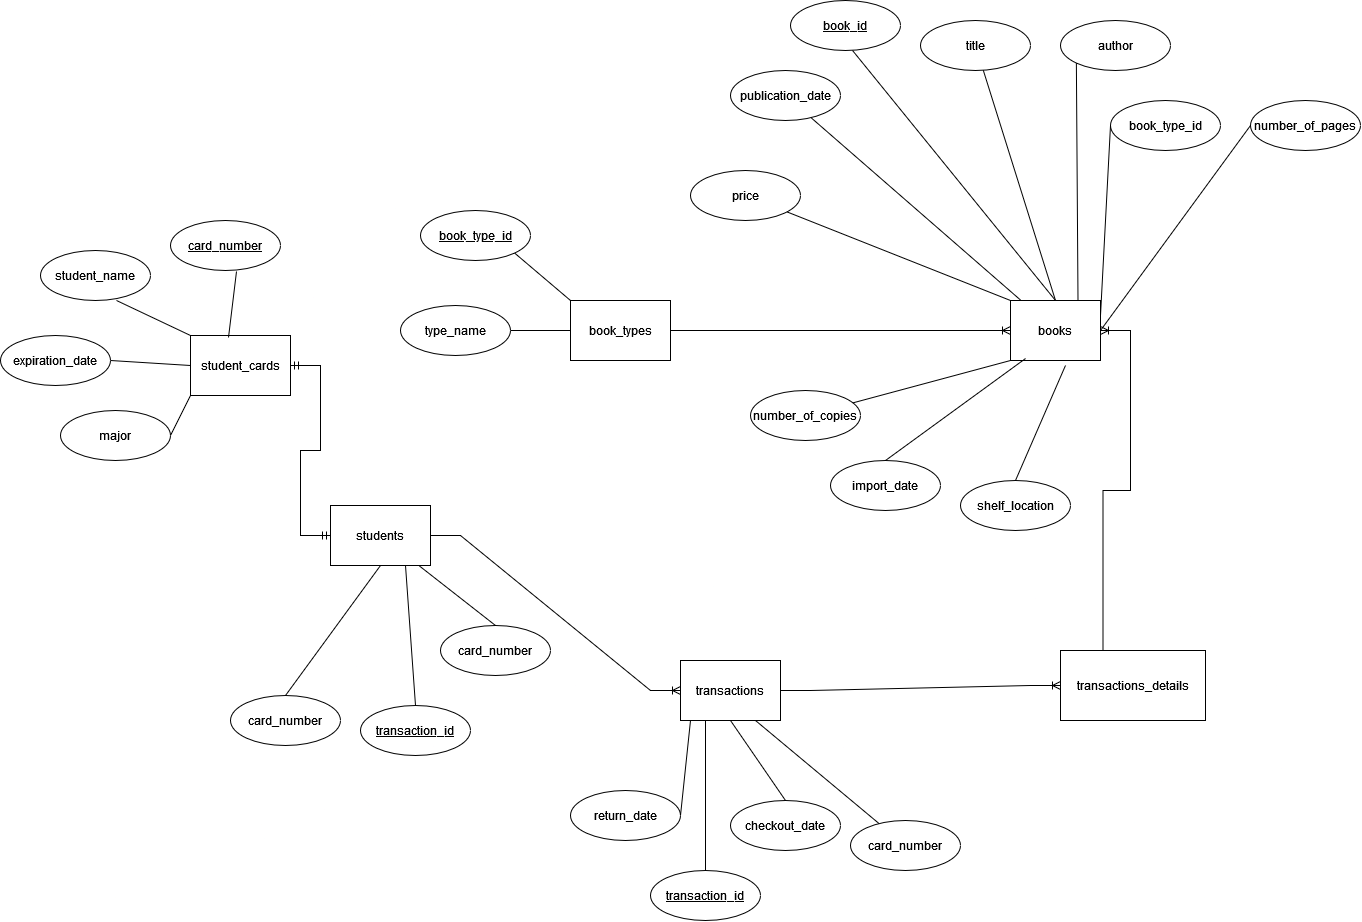 book_id
title
author
publication_date
book_type_id
number_of_pages
price
book_type_id
card_number
student_name
type_name
book_types
books
expiration_date
student_cards
number_of_copies
major
import_date
shelf_location
students
card_number
transactions
transactions_details
card_number
transaction_id
return_date
checkout_date
card_number
transaction_id